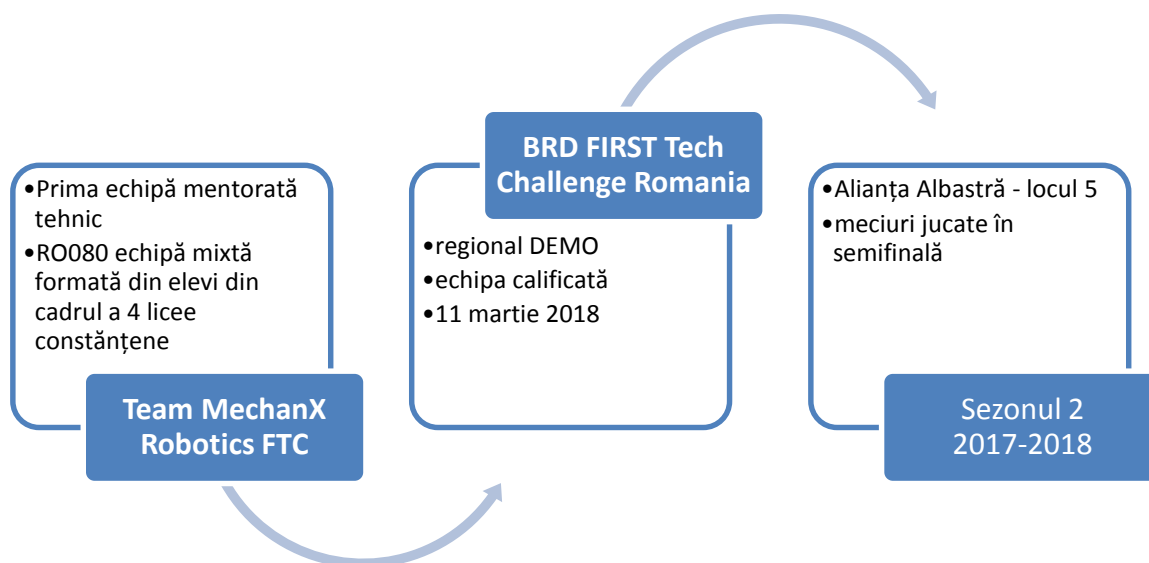 •Prima echipă mentorată
tehnic
•RO080 echipă mixtă
formată din elevi din
cadrul a 4 licee
constănțene
Team MechanX
Robotics FTC
BRD FIRST Tech
Challenge Romania
•regional DEMO
•echipa calificată
•11 martie 2018
•Alianța Albastră - locul 5
•meciuri jucate în
semifinală
Sezonul 2
2017-2018